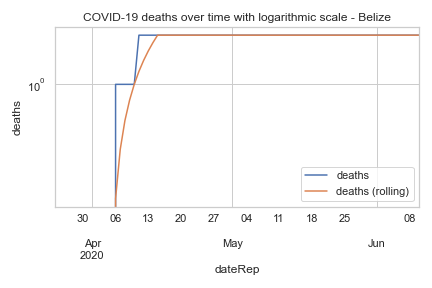 COVID-19 deaths over time with logarithmic scale - Belize
deaths
10⁰
deaths
deaths (rolling)
30 06 13 20 27 04 11 18 25 08
Apr May Jun
2020
dateRep